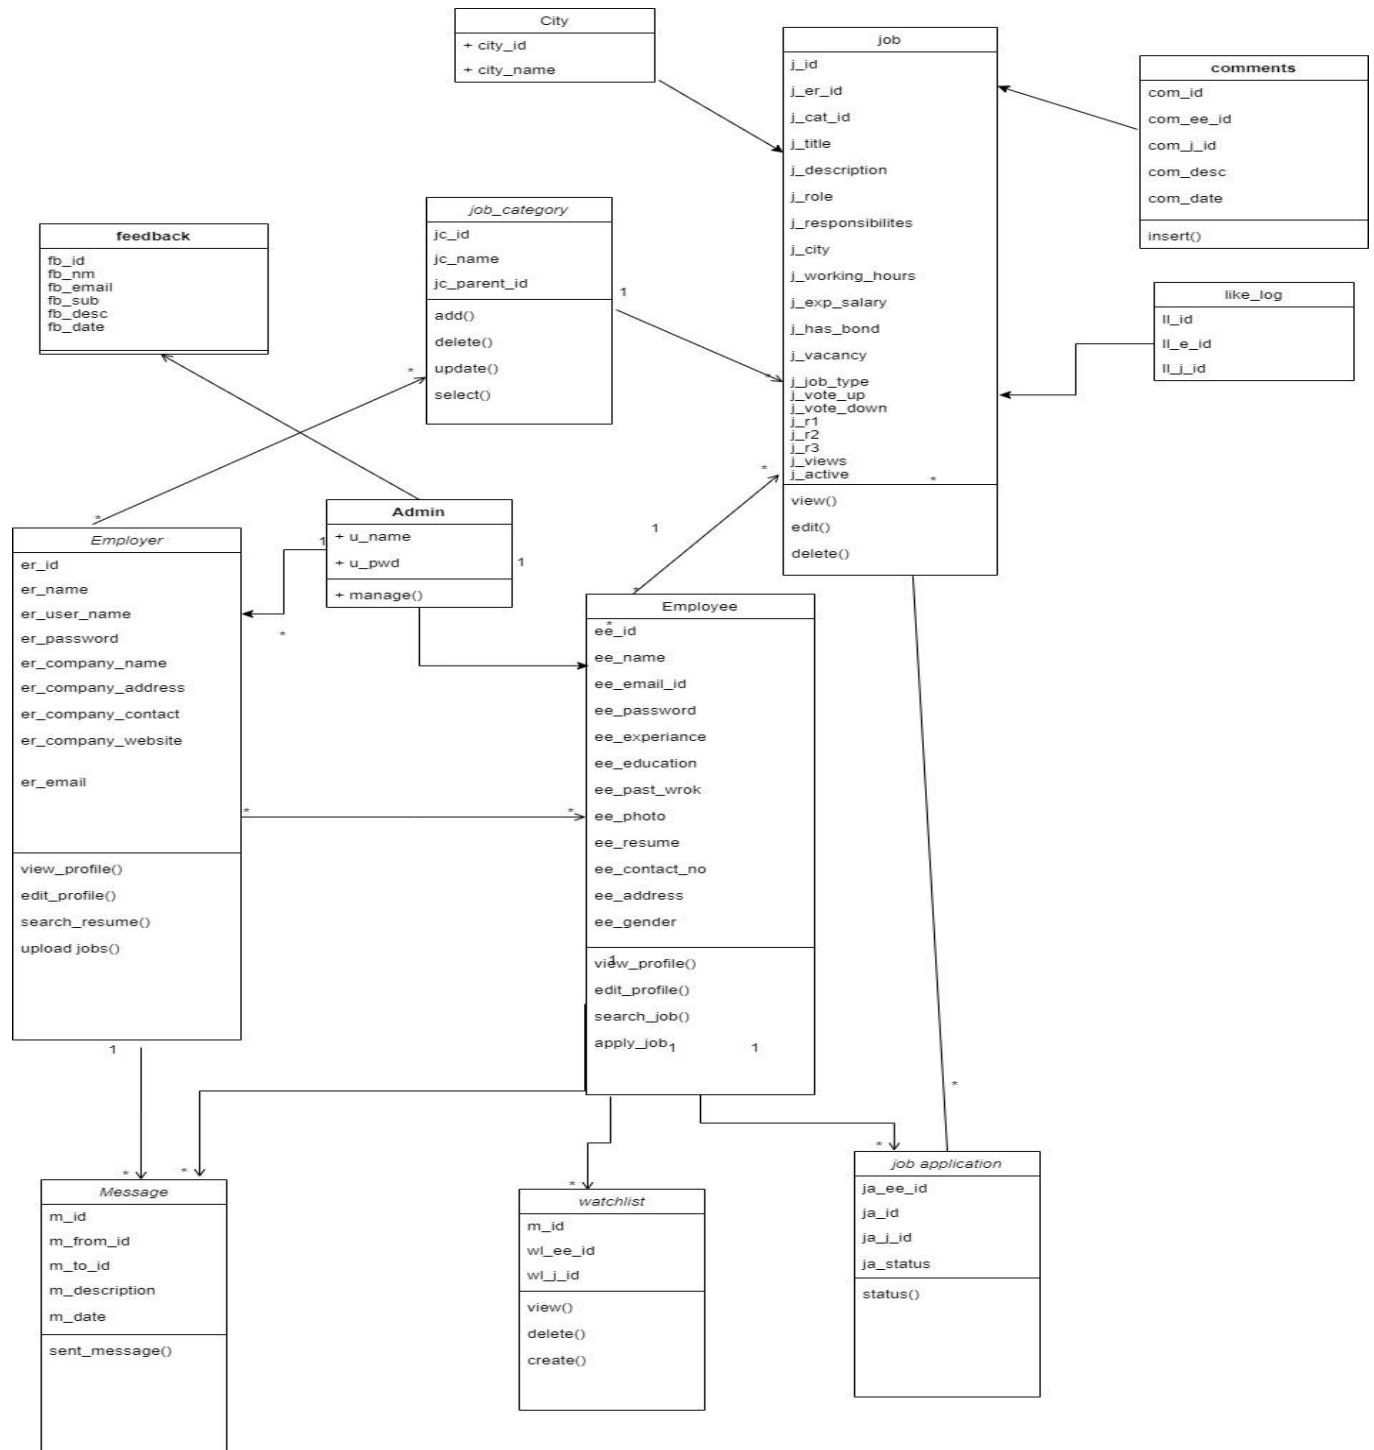 City
+ city_id
+ city_name
job
j_id
j_er_id
j_cat_id
j_title
j_description
j_role
j_responsibilites
j_city
j_working_hours
j_exp_salary
j_has_bond
j_vacancy
j_job_type
j_vote_up
j_vote_down
j_r1
j_r2
j_r3
j_views
j_active
*
view()
edit()
delete()
comments
com_id
com_ee_id
com_j_id
com_desc
com_date
insert()
like_log
ll_id
ll_e_id
ll_j_id
job_category
jc_id
jc_name
jc_parent_id
add()
delete()
update()
select()
1
*
*
feedback
fb_id
fb_nm
fb_email
fb_sub
fb_desc
fb_date
Admin
+ u_name
+ u_pwd
+ manage()
1
1
*
*
Employer
er_id
er_name
er_user_name
er_password
er_company_name
er_company_address
er_company_contact
er_company_website
er_email
view_profile()
edit_profile()
search_resume()
upload jobs()
*
*
1
*
1
*
Employee
*
ee_id
ee_name
ee_email_id
ee_password
ee_experiance
ee_education
ee_past_wrok
ee_photo
ee_resume
ee_contact_no
ee_address
ee_gender
1
view_profile()
edit_profile()
search_job()
apply_job
1
1
*
*
*
*
*
Message
m_id
m_from_id
m_to_id
m_description
m_date
sent_message()
watchlist
m_id
wl_ee_id
wl_j_id
view()
delete()
create()
job application
ja_ee_id
ja_id
ja_j_id
ja_status
status()